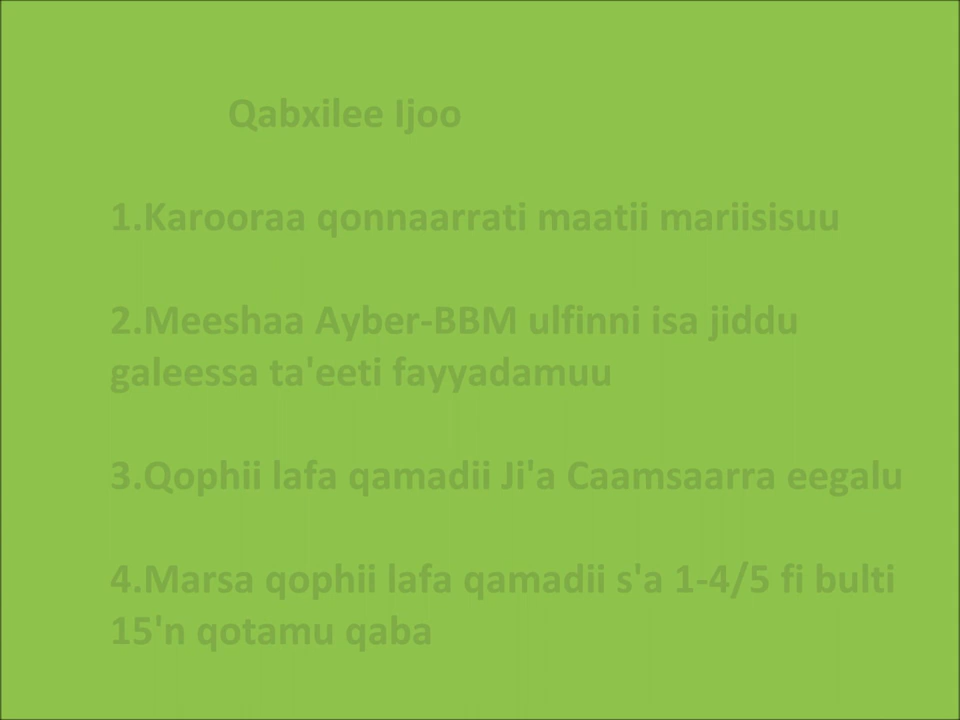 Qabxilee Ijoo
1.Karooraa qonnaarrati maatii mariisisuu
2.Meeshaa Ayber-BBM ulfinni isa jiddu
galeessa ta'eeti fayyadamuu
3.Qophii lafa qamadii Ji'a Caamsaarra eegalu
4.Marsa qophii lafa qamadii s'a 1-4/5 fi bulti
15'n qotamu qaba